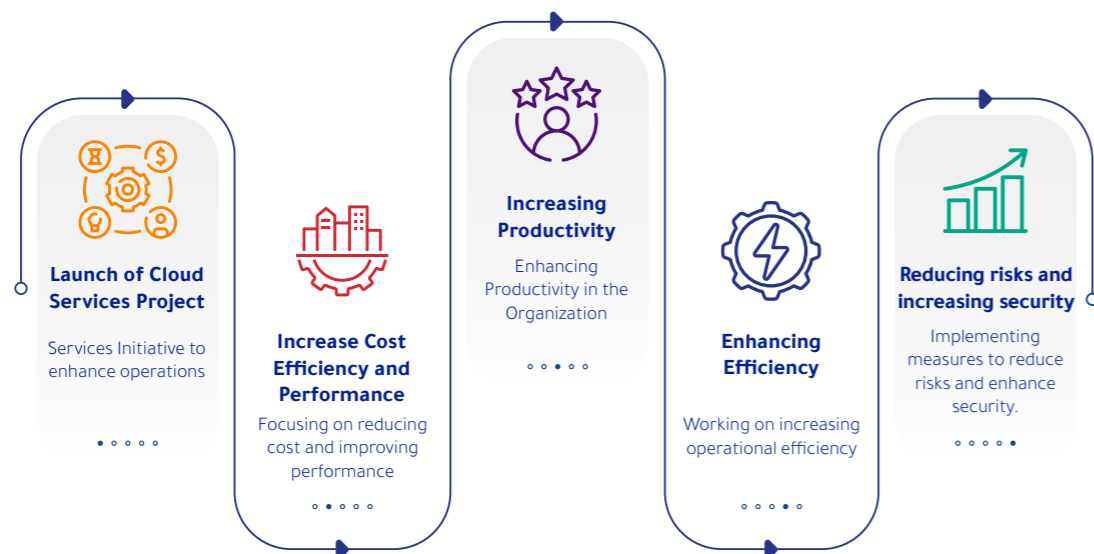 Launch of Cloud
Services Project
Services Initiative to
enhance operations
Increase Cost
Efficiency and
Performance
Focusing on reducing
cost and improving
performance
Increasing
Productivity
Enhancing
Productivity in the
Organization
Enhancing
Efficiency
Working on increasing
operational efficiency
Reducing risks and
increasing security
Implementing
measures to reduce
risks and enhance
security.
$